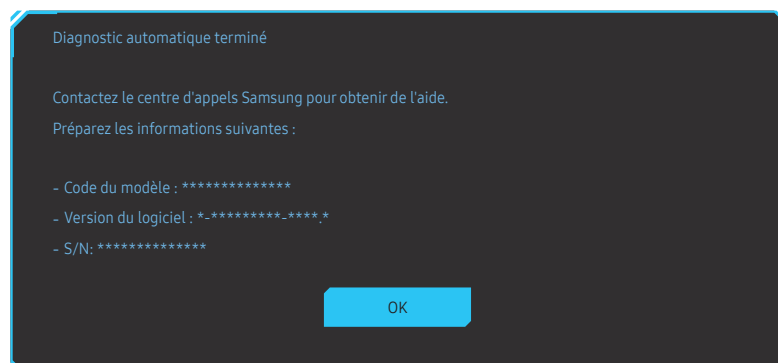 Diagnostic automatique terminé
Contactez le centre d'appels Samsung pour obtenir de l'aide.
Préparez les informations suivantes :
- Code du modèle : **************
- Version du logiciel : *-*********-****.*
- S/N: **************
OK